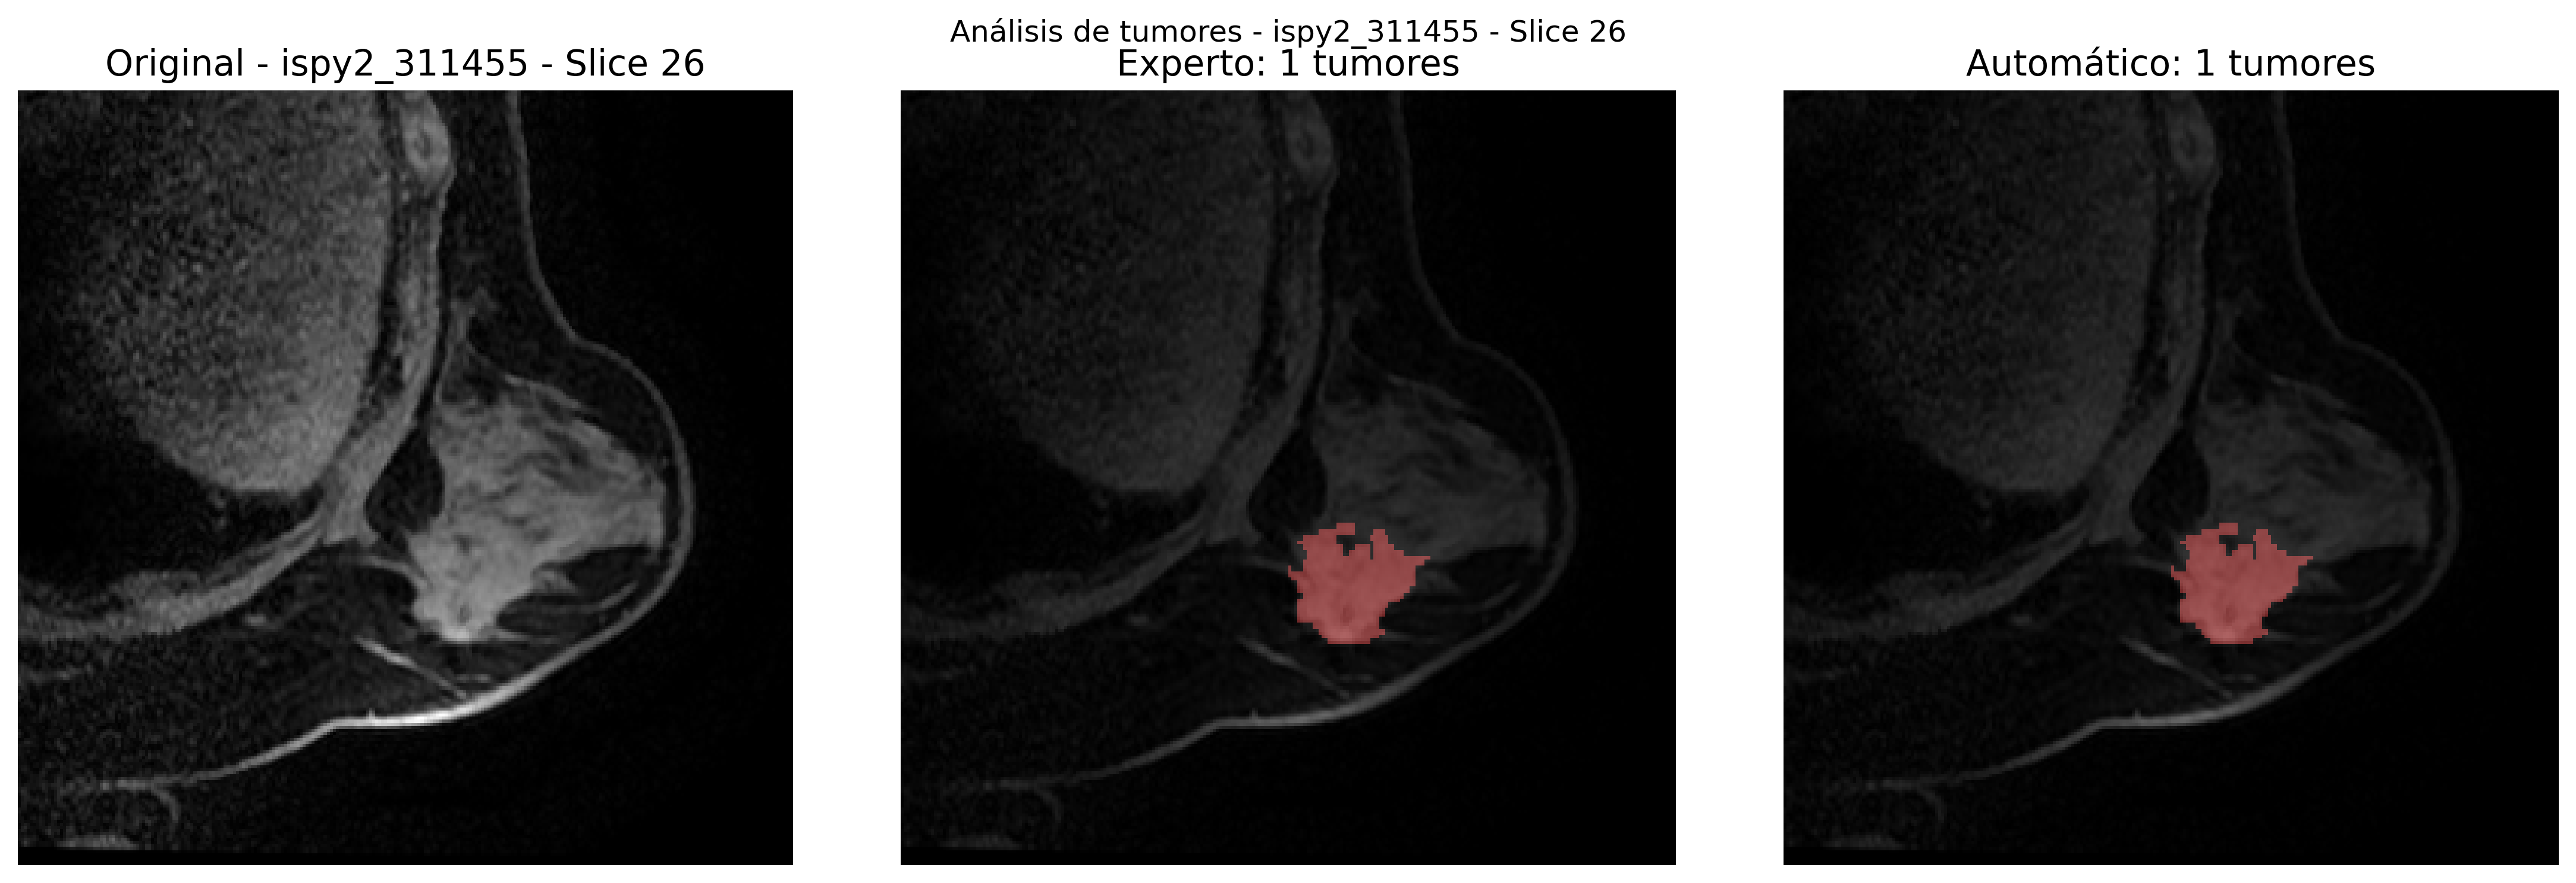 Análisis de tumores - ispy2_311455 - Slice 26
Original - ispy2_311455 - Slice 26
Experto: 1 tumores
Automático: 1 tumores